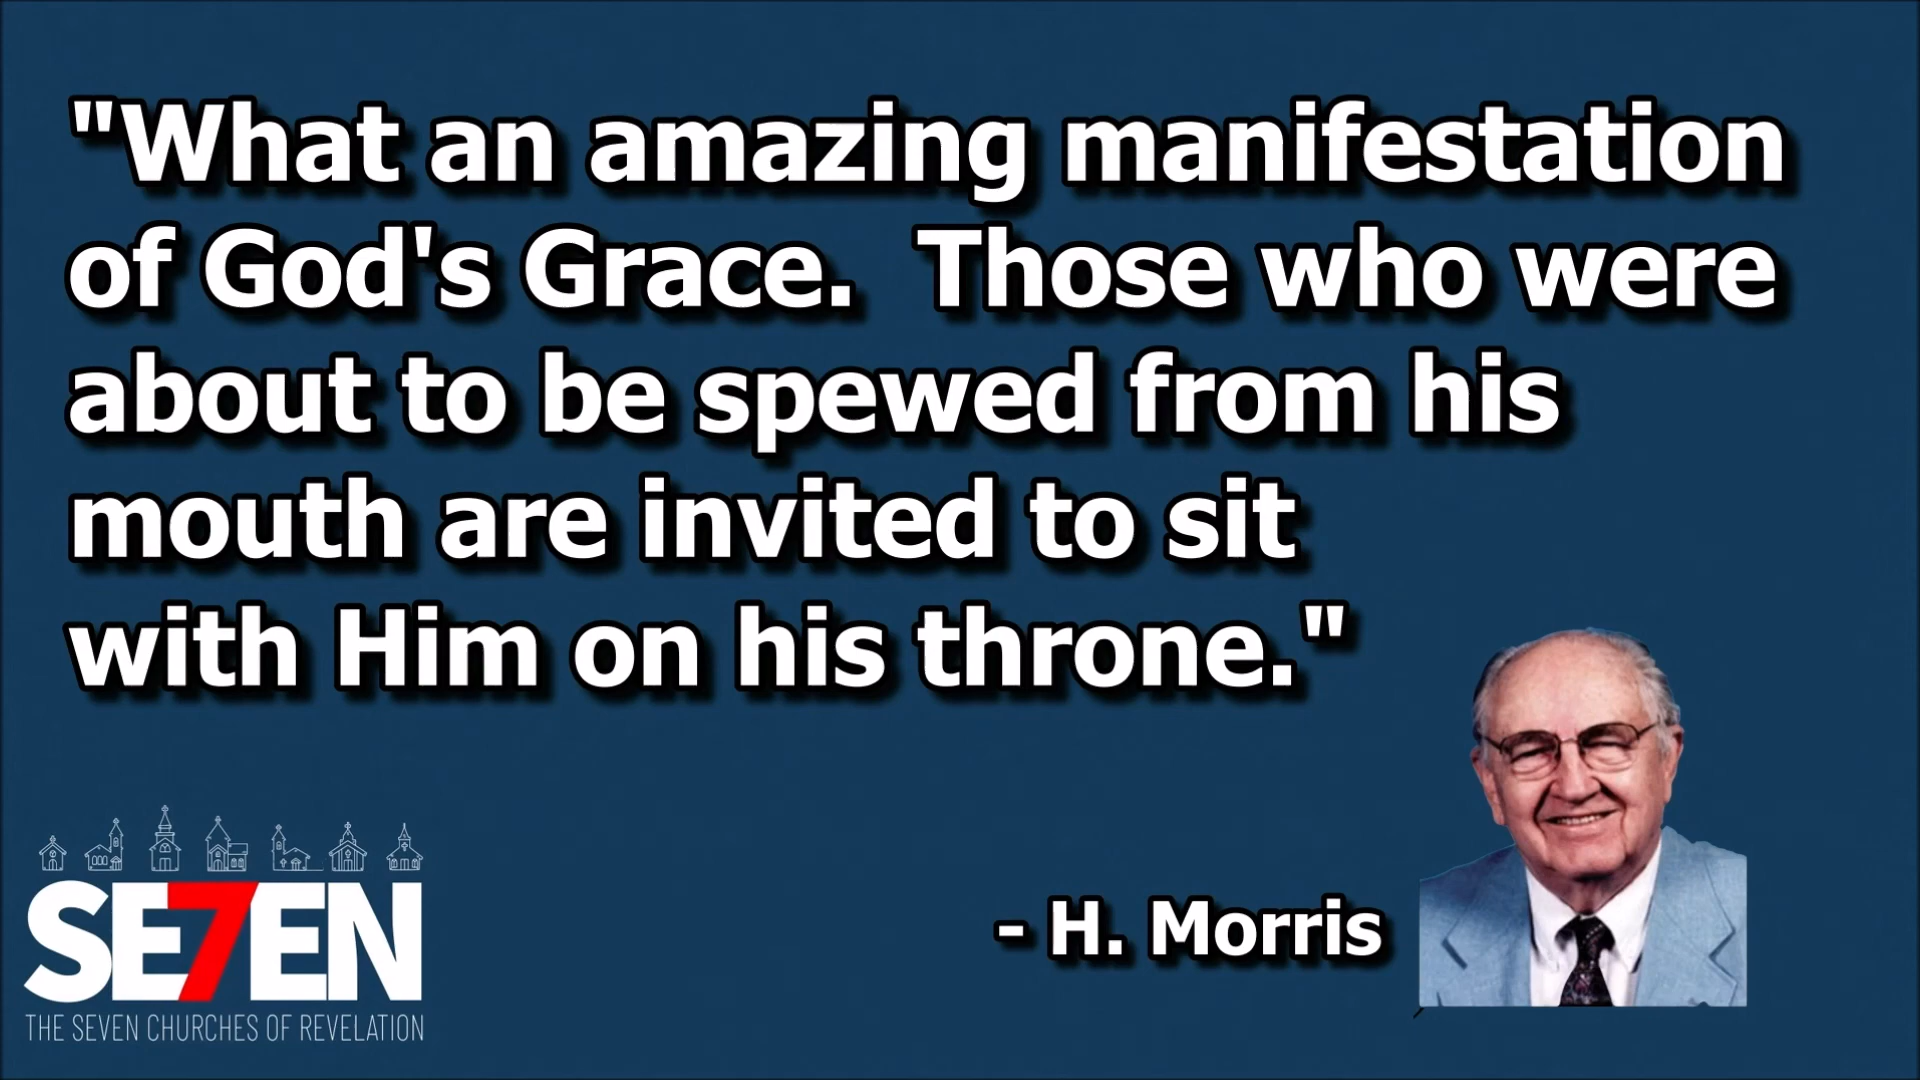 "What an amazing manifestation
of God's Grace.  Those who were
about to be spewed from his
mouth are invited to sit
with Him on his throne."
- H. Morris
SE7EN
THE SEVEN CHURCHES OF REVELATION